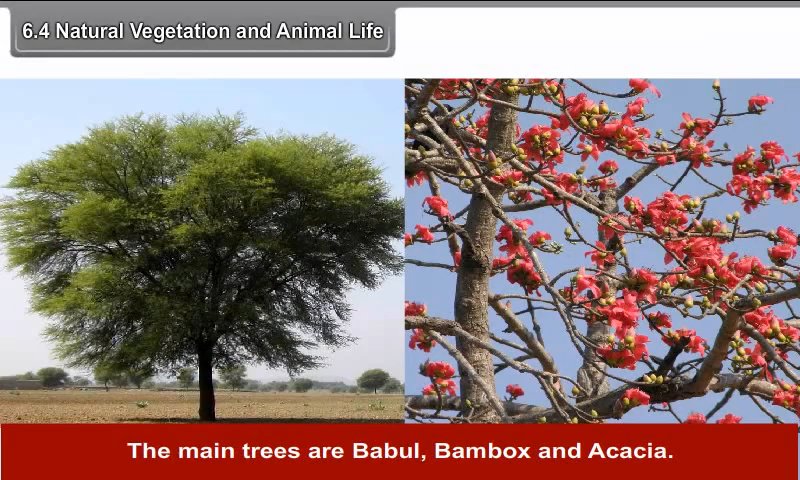 6.4 Natural Vegetation and Animal Life
The main trees are Babul, Bambox and Acacia.